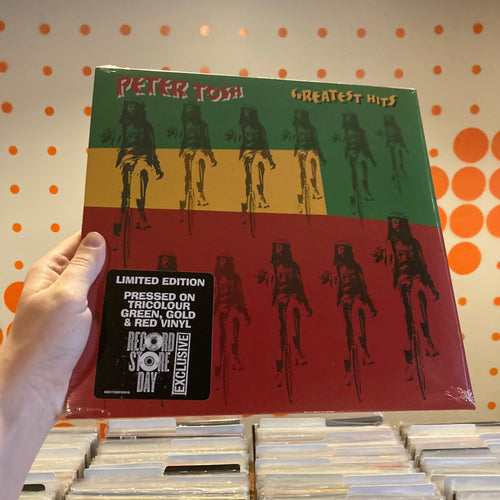 PETER TOSH GREATEST HITS
LIMITED EDITION
PRESSED ON
TRICOLOUR
GREEN, GOLD
& RED VINYL
RECORD
STORE
DAY
EXCLUSIVE